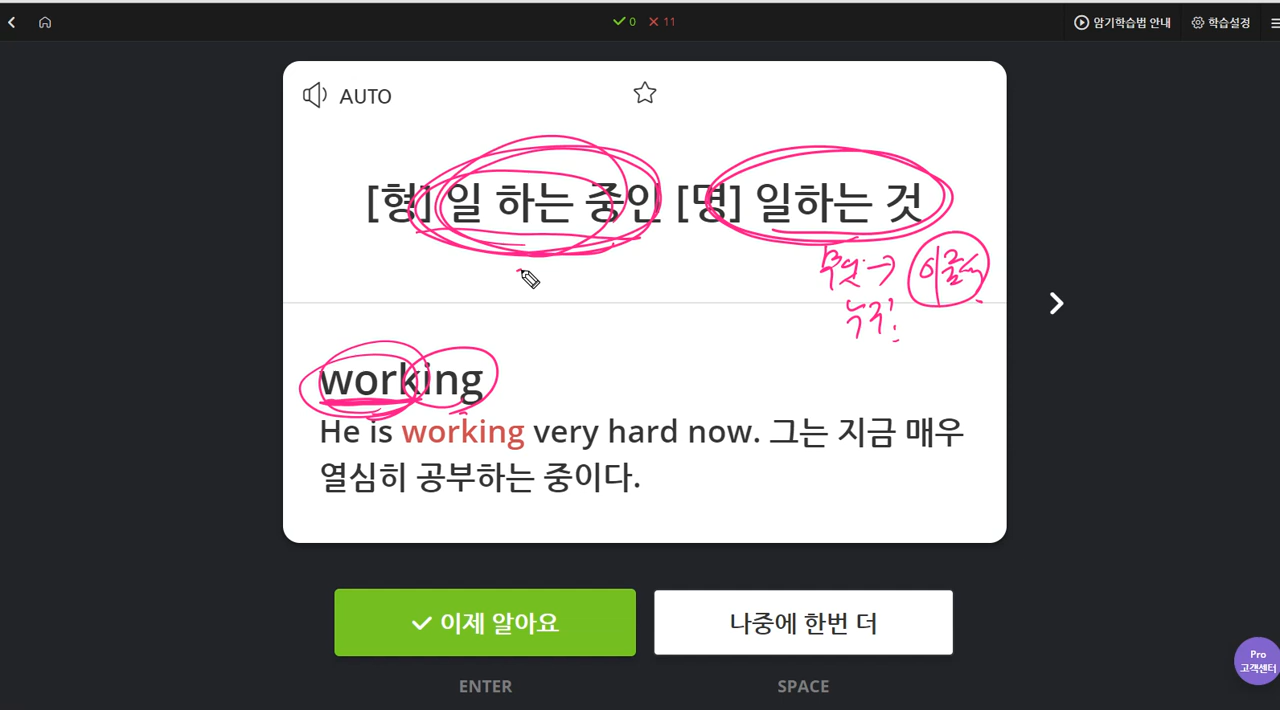 0 11 암기학습법 안내 학습설정
AUTO
[형] 일 하는 중인 [명] 일하는 것
무엇→ 이름
누구!
working
He is working very hard now. 그는 지금 매우
열심히 공부하는 중이다.
이제 알아요 나중에 한번 더
ENTER SPACE
Pro
고객센터